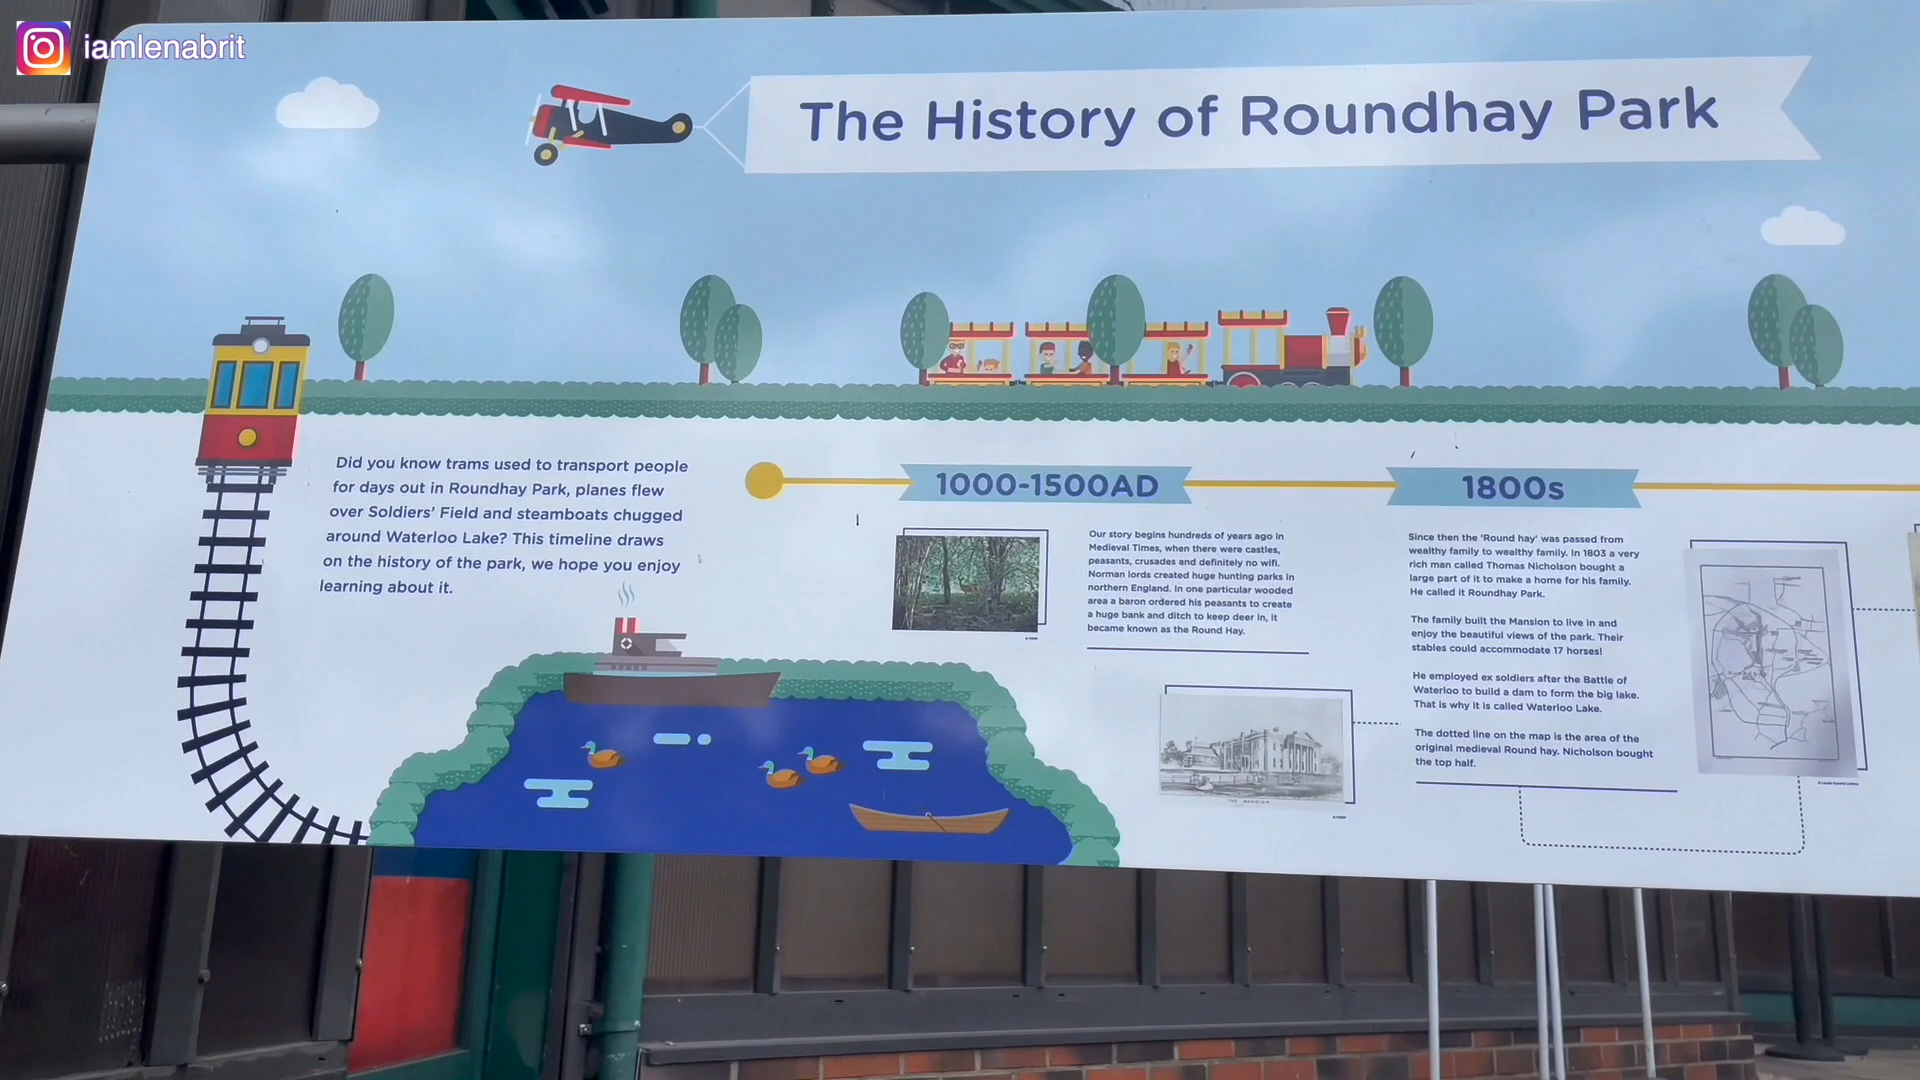 iamlenabrit
The History of Roundhay Park
Did you know trams used to transport people
for days out in Roundhay Park, planes flew
over Soldiers' Field and steamboats chugged
around Waterloo Lake? This timeline draws
on the history of the park, we hope you enjoy
learning about it.
1000-1500AD
Our story begins hundreds of years ago in
Medieval Times, when there were castles,
peasants, crusades and definitely no wifi.
Norman lords created huge hunting parks in
northern England. In one particular wooded
area a baron ordered his peasants to create
a huge bank and ditch to keep deer in, it
became known as the Round Hay.
THE MANSION
1800s
Since then the 'Round hay' was passed from
wealthy family to wealthy family. In 1803 a very
rich man called Thomas Nicholson bought a
large part of it to make a home for his family.
He called it Roundhay Park.
The family built the Mansion to live in and
enjoy the beautiful views of the park. Their
stables could accommodate 17 horses!
He employed ex soldiers after the Battle of
Waterloo to build a dam to form the big lake.
That is why it is called Waterloo Lake.
The dotted line on the map is the area of the
original medieval Round hay. Nicholson bought
the top half.